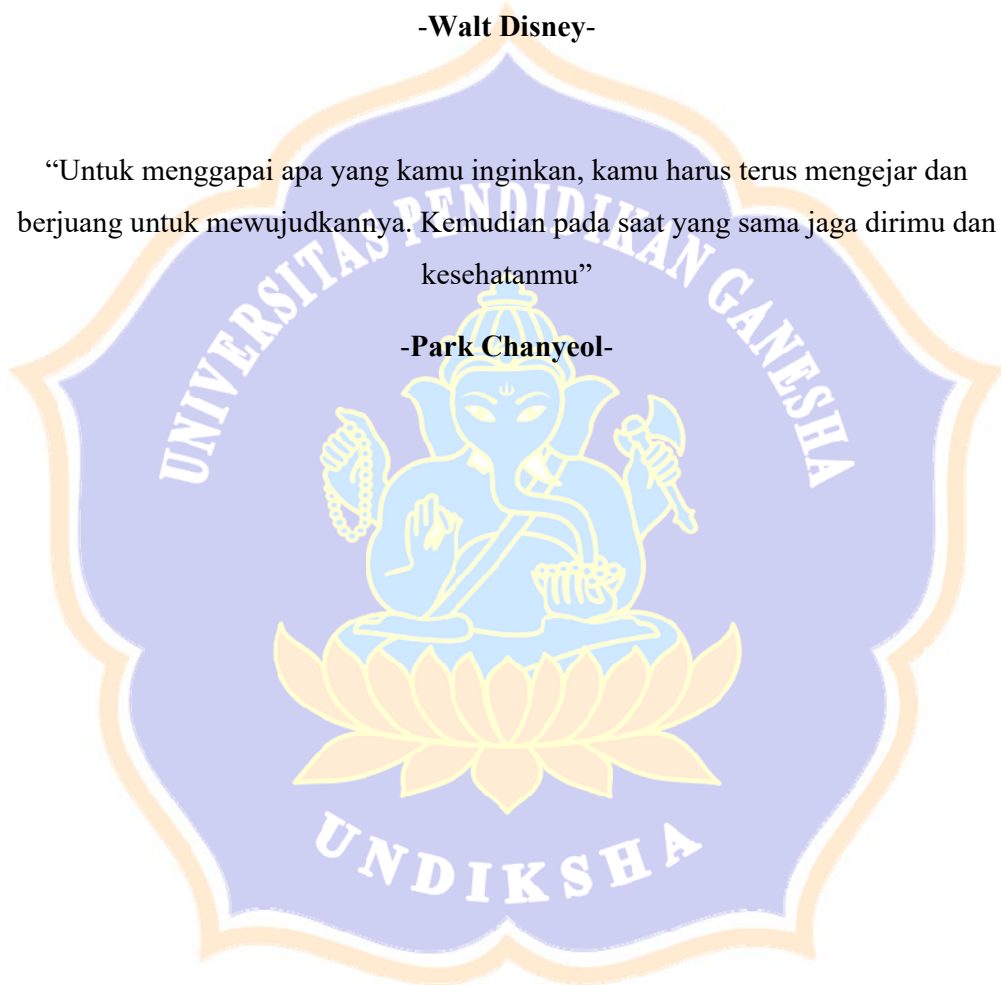 -Walt Disney-
“Untuk menggapai apa yang kamu inginkan, kamu harus terus mengejar dan
berjuang untuk mewujudkannya. Kemudian pada saat yang sama jaga dirimu dan
kesehatanmu”
-Park Chanyeol-
UNIVERSITAS PENDIDIKAN GANESHA
UNDIKSHA